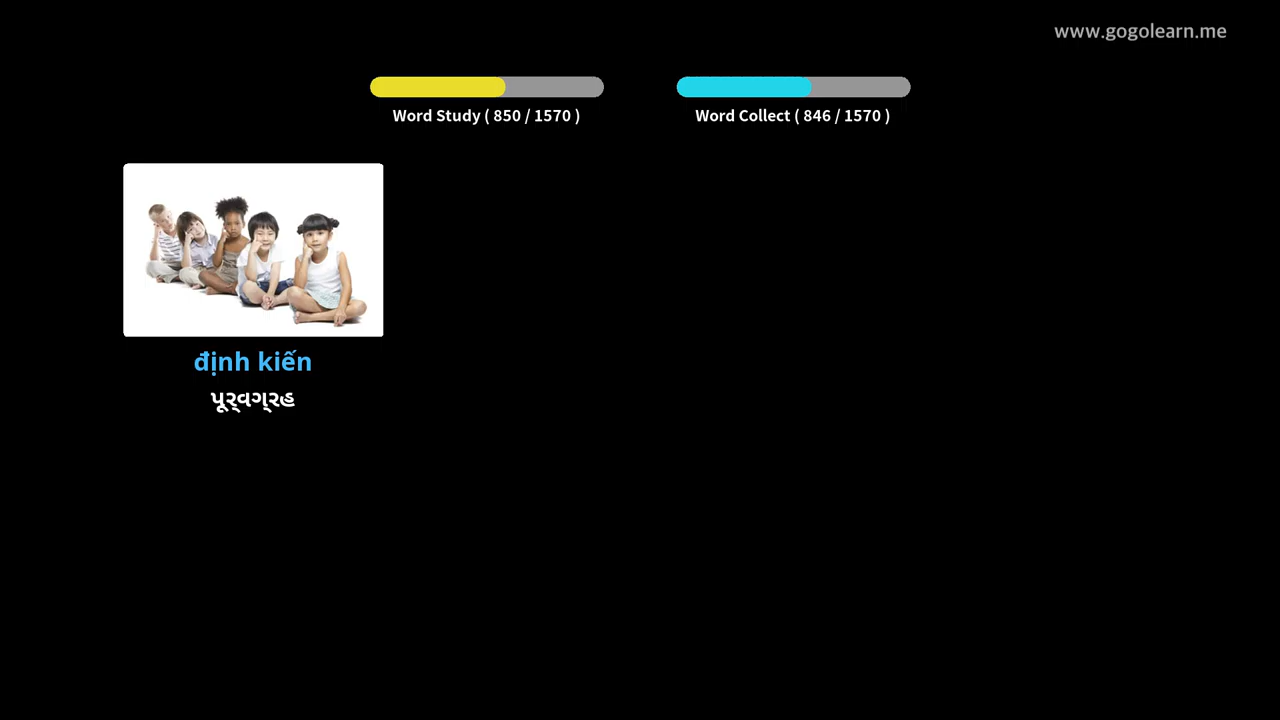 www.gogolearn.me
Word Study ( 850 / 1570 )
Word Collect ( 846 / 1570 )
định kiến
પૂર્વગ્રહ